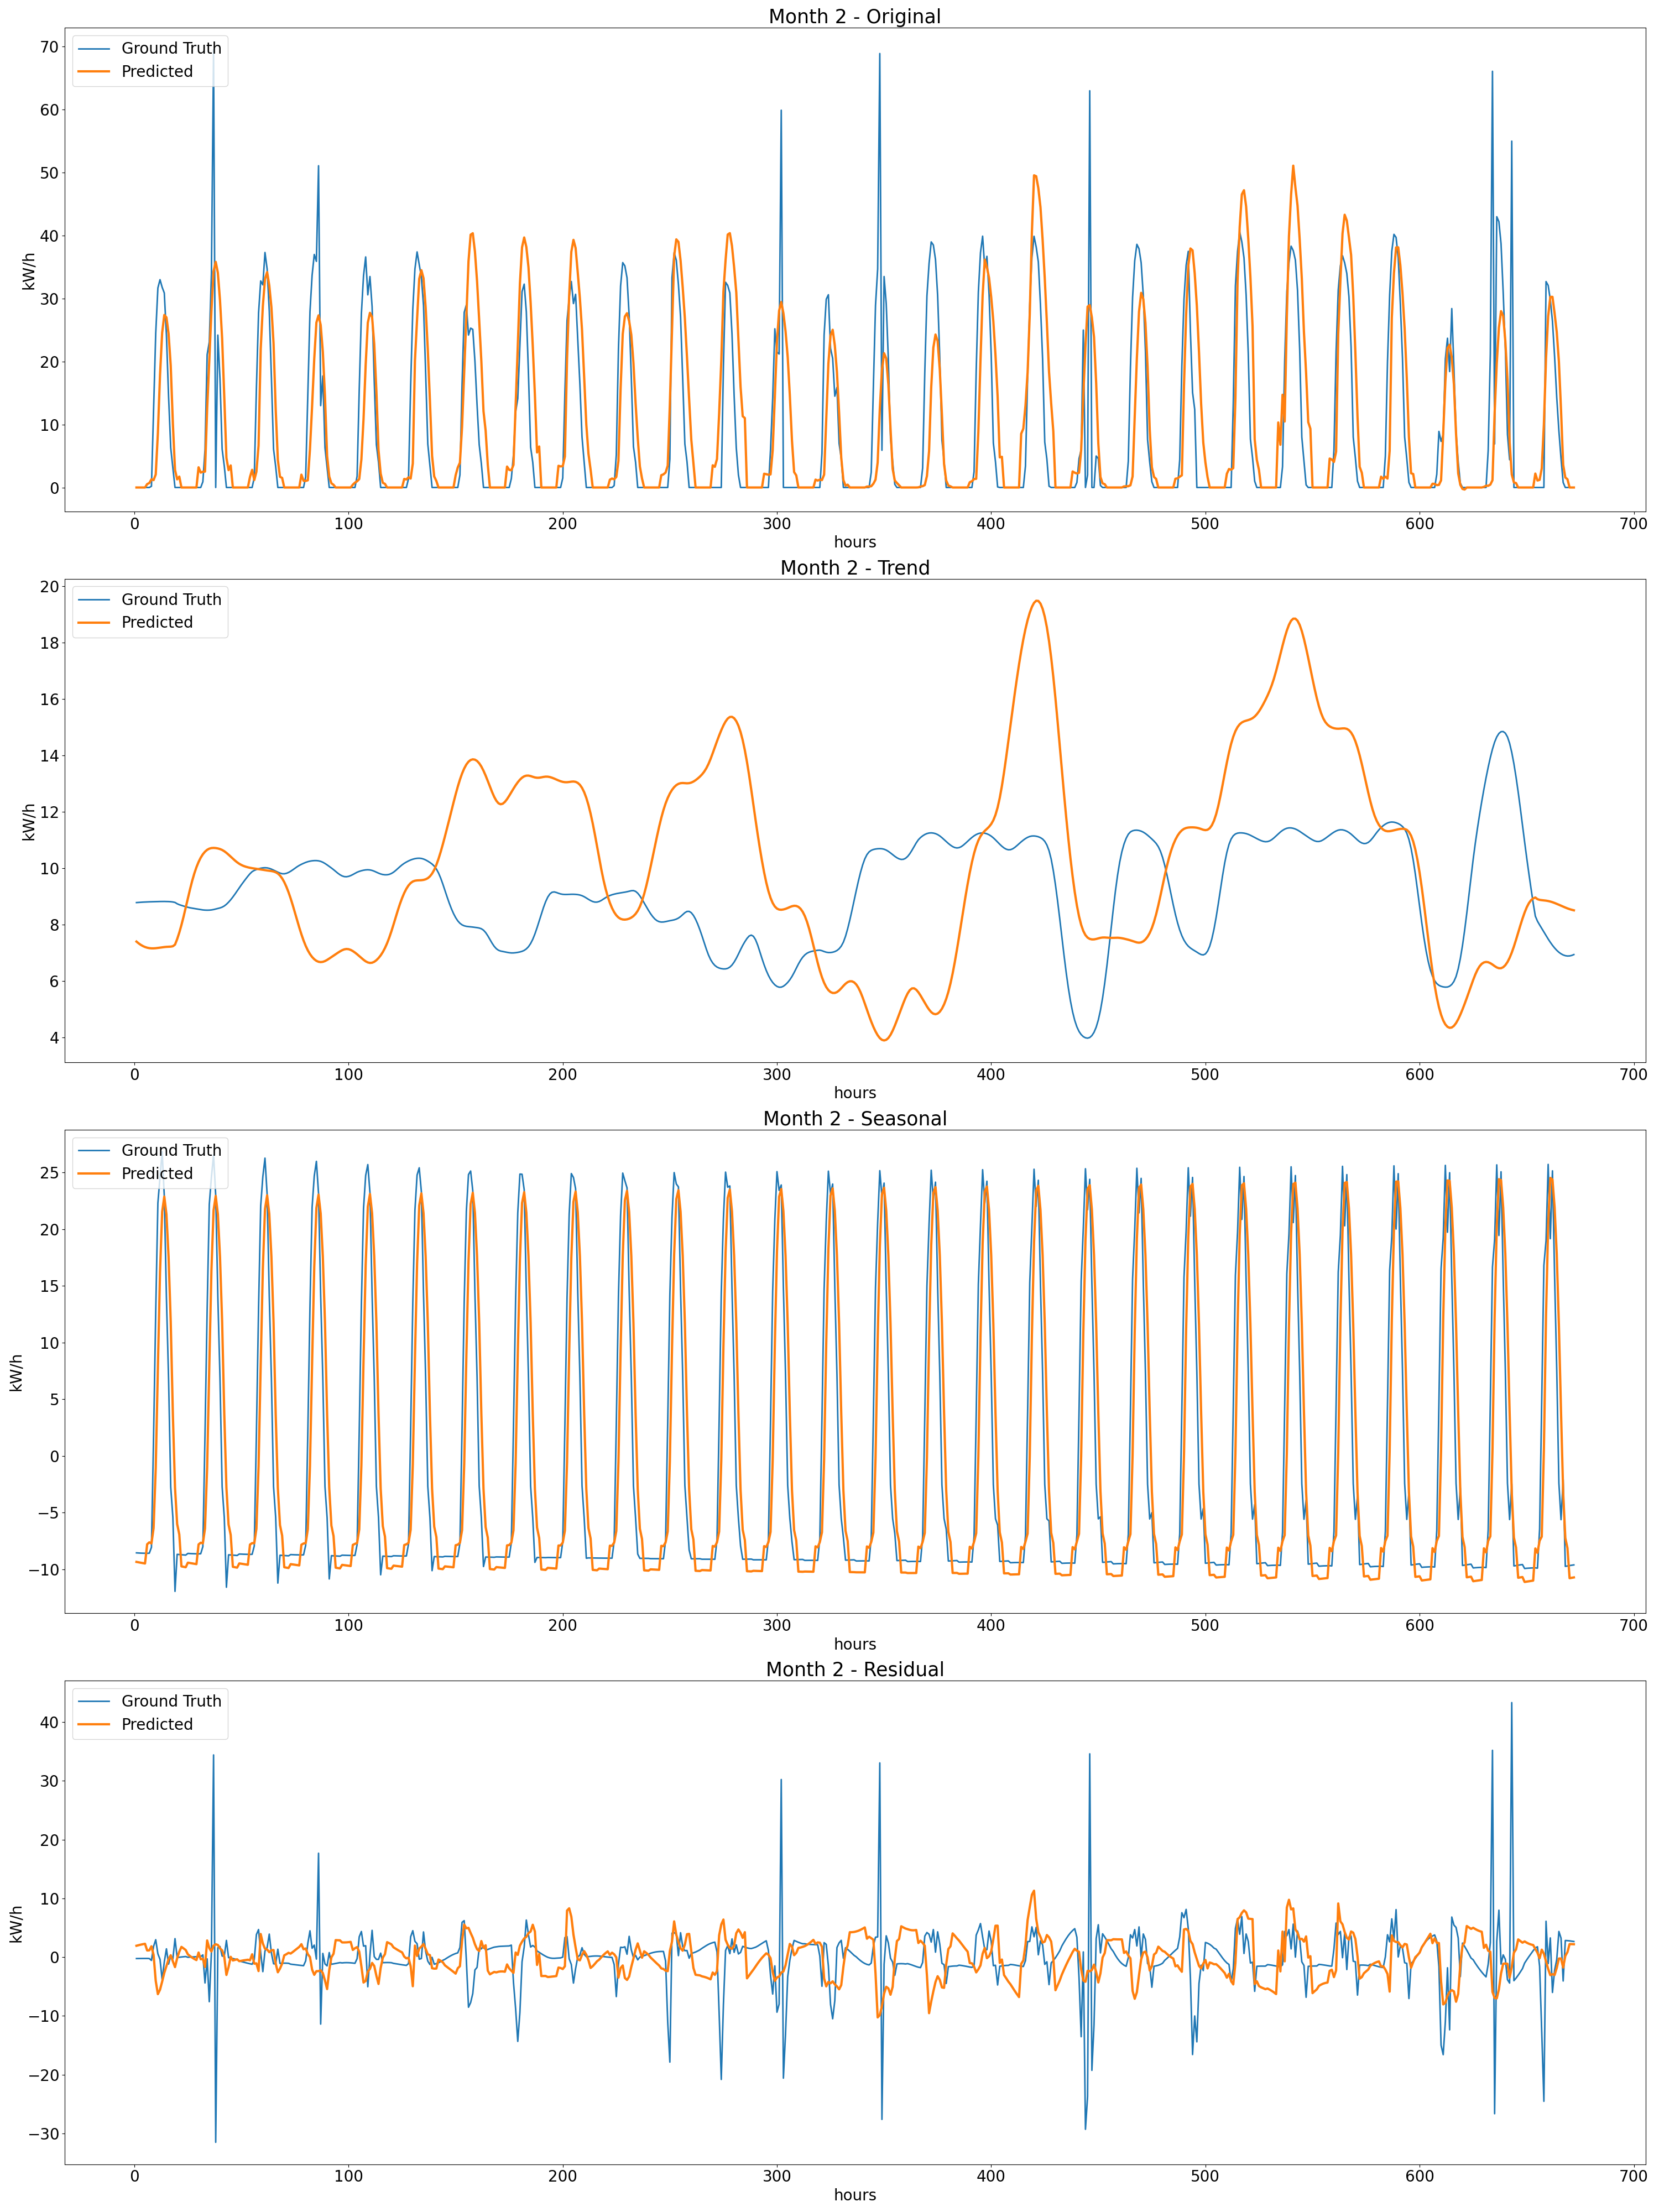 Month 2 - Original
Ground Truth
Predicted
70
60
50
40
30
20
10
0
kW/h
0 100 200 300 400 500 600 700
hours
Month 2 - Trend
Ground Truth
Predicted
20
18
16
14
12
10
8
6
4
kW/h
0 100 200 300 400 500 600 700
hours
Month 2 - Seasonal
Ground Truth
Predicted
25
20
15
10
5
0
−5
−10
kW/h
0 100 200 300 400 500 600 700
hours
Month 2 - Residual
Ground Truth
Predicted
40
30
20
10
0
−10
−20
−30
kW/h
0 100 200 300 400 500 600 700
hours